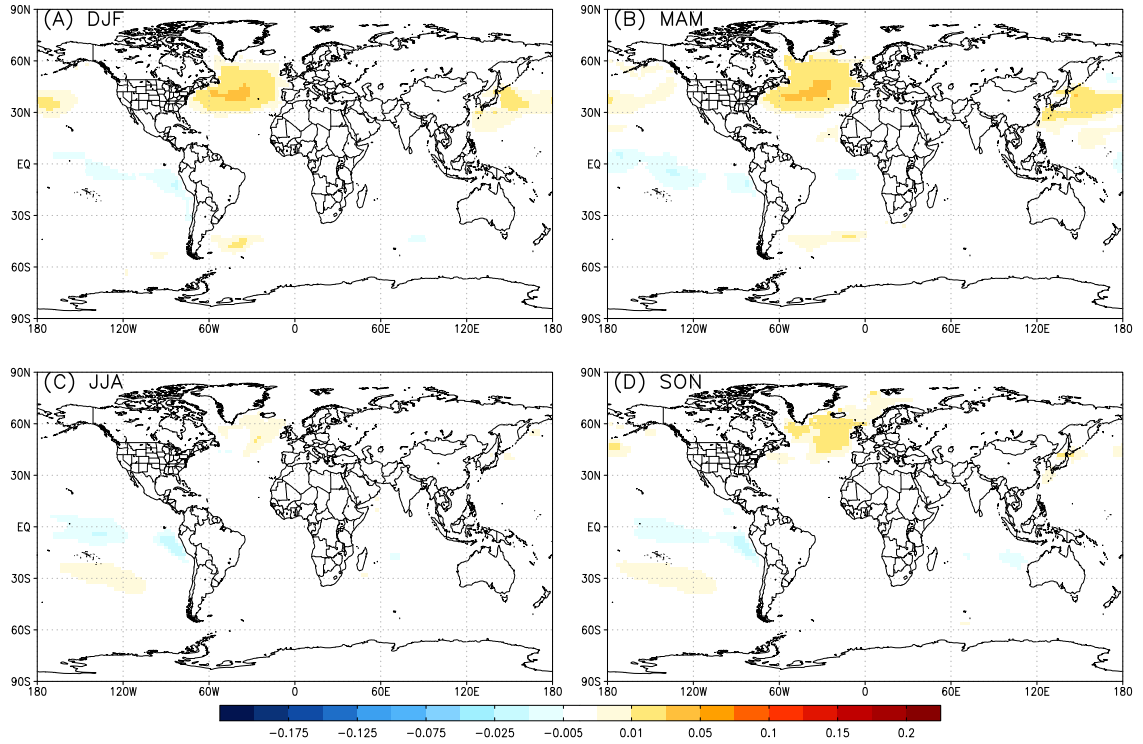 (A) DJF
90N
60N
30N
EQ
30S
60S
90S
180 120W 60W 0 60E 120E 180
(B) MAM
90N
60N
30N
EQ
30S
60S
90S
180 120W 60W 0 60E 120E 180
(C) JJA
90N
60N
30N
EQ
30S
60S
90S
180 120W 60W 0 60E 120E 180
(D) SON
90N
60N
30N
EQ
30S
60S
90S
180 120W 60W 0 60E 120E 180
-0.175 -0.125 -0.075 -0.025 -0.005 0.01 0.05 0.1 0.15 0.2